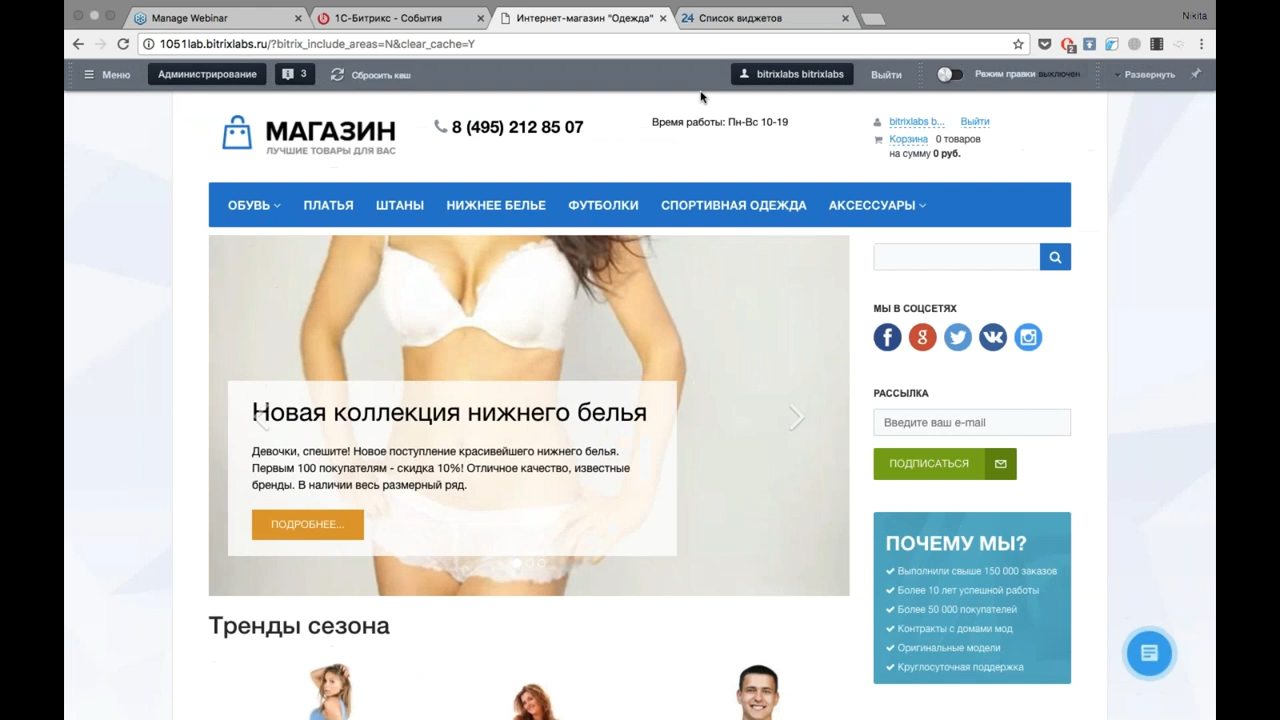 Manage Webinar
1С-Битрикс - События
Интернет-магазин "Одежда"
24 Список виджетов
Nikita
1051lab.bitrixlabs.ru/?bitrix_include_areas=N&clear_cache=Y
2
Меню
Администрирование
3
Сбросить кеш
bitrixlabs bitrixlabs
Выйти
Режим правки выключен
Развернуть
МАГАЗИН
ЛУЧШИЕ ТОВАРЫ ДЛЯ ВАС
8 (495) 212 85 07
Время работы: Пн-Вс 10-19
bitrixlabs b... Выйти
Корзина 0 товаров
на сумму 0 руб.
ОБУВЬ ПЛАТЬЯ ШТАНЫ НИЖНЕЕ БЕЛЬЕ ФУТБОЛКИ СПОРТИВНАЯ ОДЕЖДА АКСЕССУАРЫ
Новая коллекция нижнего белья
Девочки, спешите! Новое поступление красивейшего нижнего белья.
Первым 100 покупателям - скидка 10%! Отличное качество, известные
бренды. В наличии весь размерный ряд.
ПОДРОБНЕЕ...
МЫ В СОЦСЕТЯХ
РАССЫЛКА
Введите ваш e-mail
ПОДПИСАТЬСЯ
ПОЧЕМУ МЫ?
Выполнили свыше 150 000 заказов
Более 10 лет успешной работы
Более 50 000 покупателей
Контракты с домами мод
Оригинальные модели
Круглосуточная поддержка
Тренды сезона